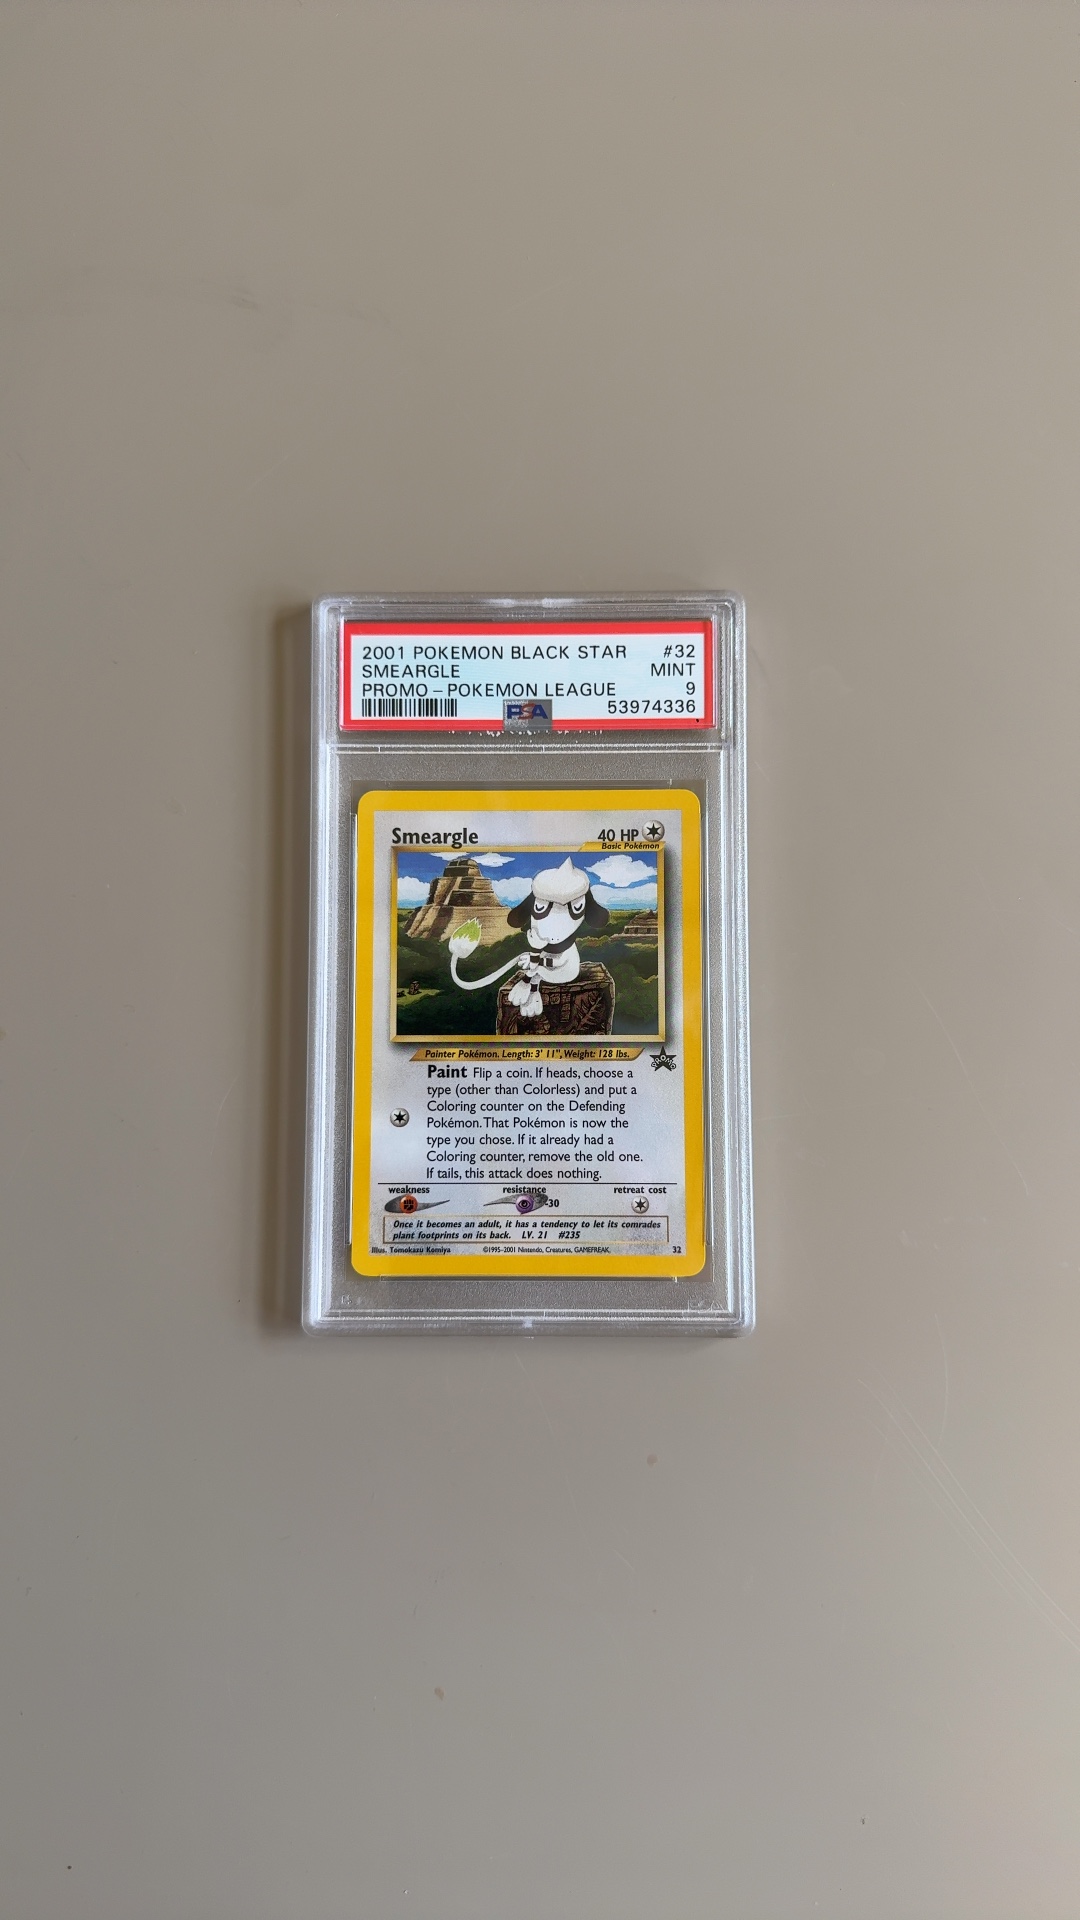 2001 POKEMON BLACK STAR #32
SMEARGLE MINT
PROMO - POKEMON LEAGUE 9
PSA 53974336
Smeargle 40 HP
Basic Pokémon
Painter Pokémon. Length: 3' 11", Weight: 128 lbs.
PROMO
Paint Flip a coin. If heads, choose a
type (other than Colorless) and put a
Coloring counter on the Defending
Pokémon. That Pokémon is now the
type you chose. If it already had a
Coloring counter, remove the old one.
If tails, this attack does nothing.
weakness resistance retreat cost
-30
Once it becomes an adult, it has a tendency to let its comrades
plant footprints on its back. LV. 21 #235
Illus. Tomokazu Komiya ©1995-2001 Nintendo, Creatures, GAMEFREAK. 32